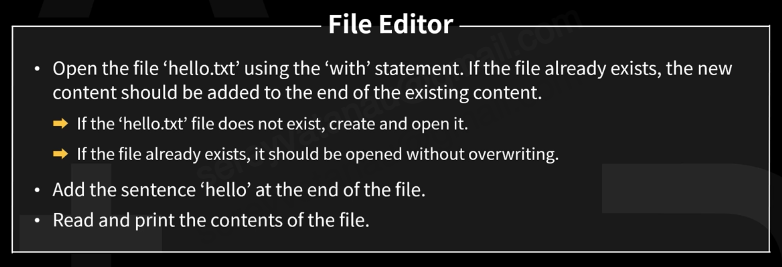 File Editor
• Open the file ‘hello.txt’ using the ‘with’ statement. If the file already exists, the new
content should be added to the end of the existing content.
➡ If the ‘hello.txt’ file does not exist, create and open it.
➡ If the file already exists, it should be opened without overwriting.
• Add the sentence ‘hello’ at the end of the file.
• Read and print the contents of the file.